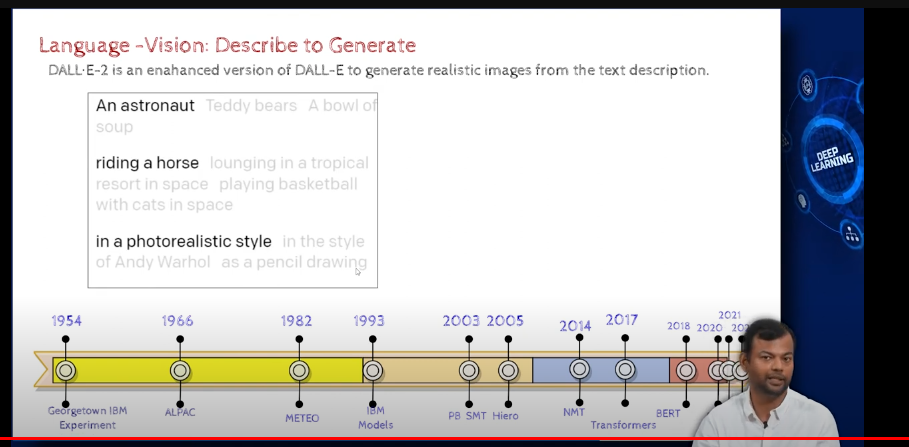 Language -Vision: Describe to Generate
DALL·E-2 is an enahanced version of DALL-E to generate realistic images from the text description.
An astronaut Teddy bears A bowl of
soup
riding a horse lounging in a tropical
resort in space playing basketball
with cats in space
in a photorealistic style in the style
of Andy Warhol as a pencil drawing
DEEP
LEARNING
1954 1966 1982 1993 2003 2005 2014 2017 2018 2020 2021
Georgetown IBM
Experiment
ALPAC
METEO
IBM
Models
PB SMT
Hiero
NMT
Transformers
BERT